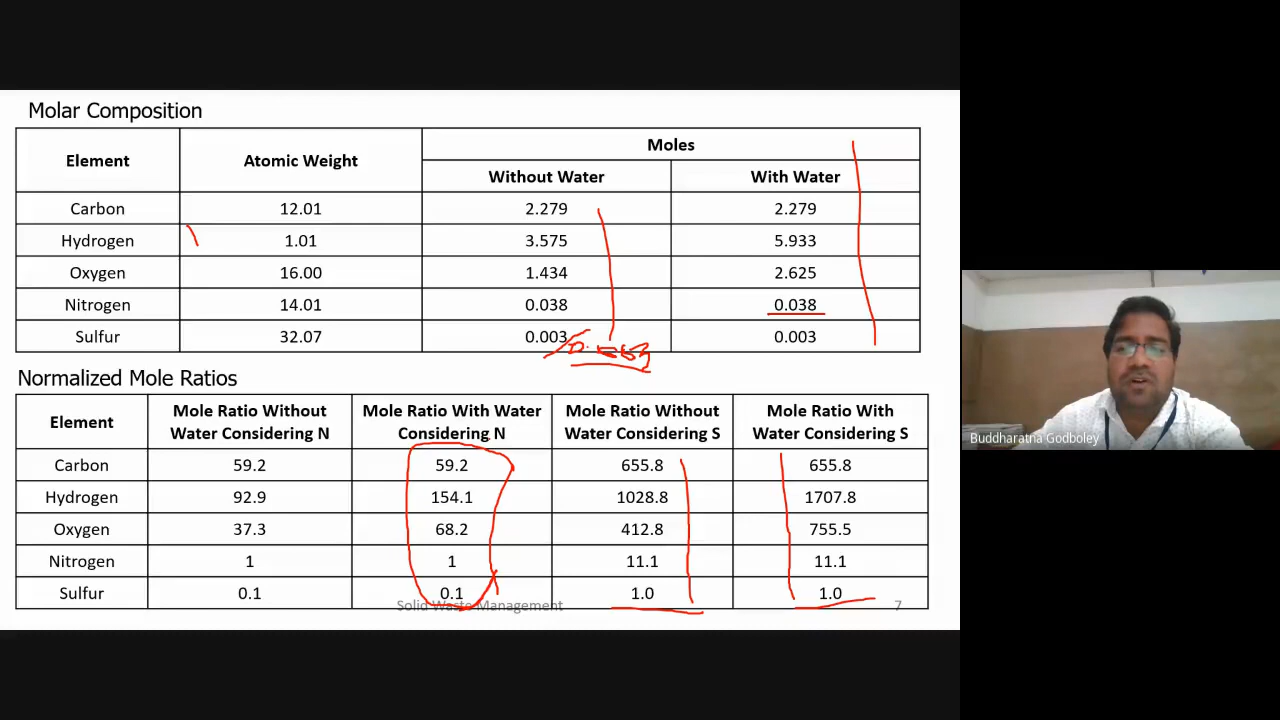 Molar Composition
Element Atomic Weight Moles
Without Water With Water
Carbon 12.01 2.279 2.279
Hydrogen 1.01 3.575 5.933
Oxygen 16.00 1.434 2.625
Nitrogen 14.01 0.038 0.038
Sulfur 32.07 0.003 0.003
Normalized Mole Ratios
Element Mole Ratio Without Water Considering N Mole Ratio With Water Considering N Mole Ratio Without Water Considering S Mole Ratio With Water Considering S
Carbon 59.2 59.2 655.8 655.8
Hydrogen 92.9 154.1 1028.8 1707.8
Oxygen 37.3 68.2 412.8 755.5
Nitrogen 1 1 11.1 11.1
Sulfur 0.1 0.1 1.0 1.0
Solid Waste Management 7
Buddharatna Godboley